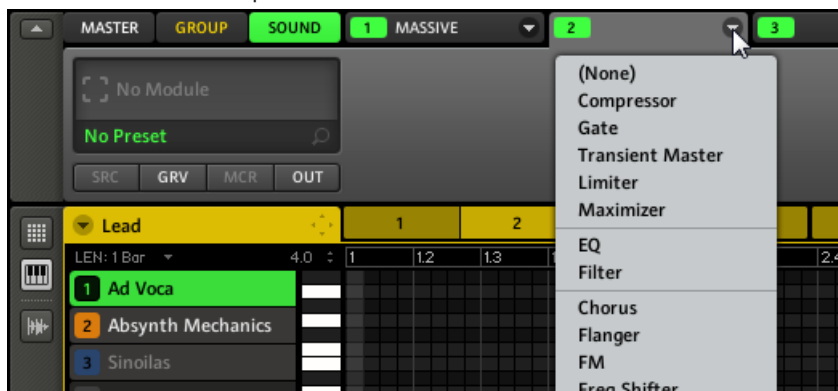 MASTER GROUP SOUND 1 MASSIVE 2 3
No Module
No Preset
SRC GRV MCR OUT
(None)
Compressor
Gate
Transient Master
Limiter
Maximizer
EQ
Filter
Chorus
Flanger
FM
Freq Shifter
Lead 1 2
LEN: 1 Bar 4.0 1 1.2 1.3
1 Ad Voca
2 Absynth Mechanics
3 Sinoilas